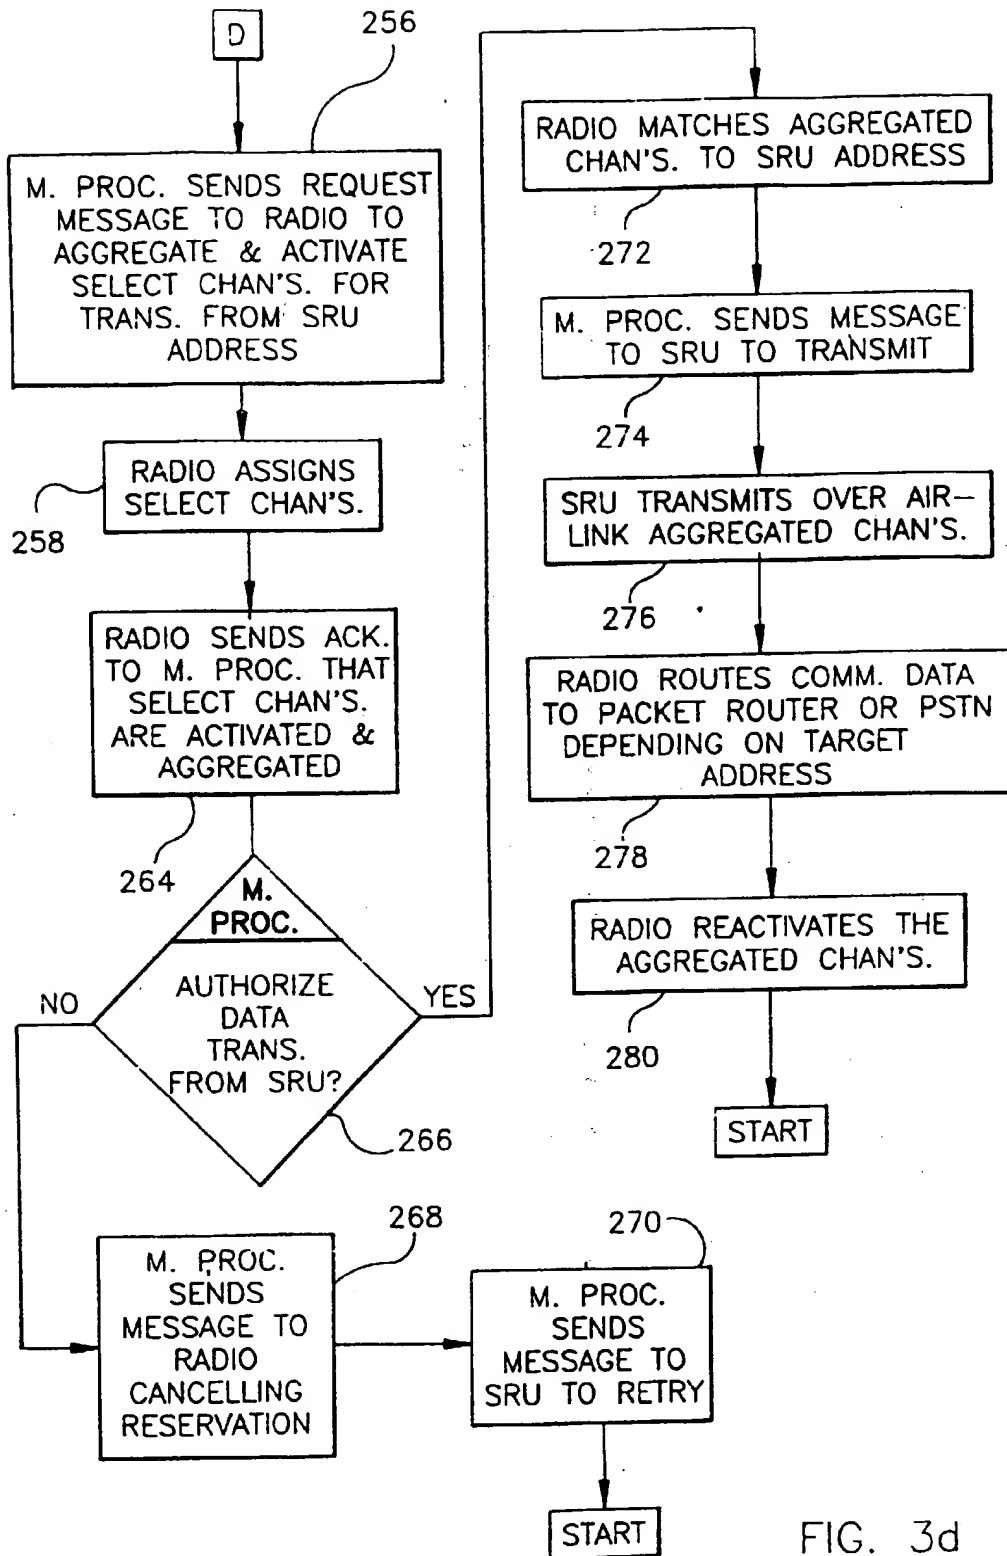 D
256
M. PROC. SENDS REQUEST
MESSAGE TO RADIO TO
AGGREGATE & ACTIVATE
SELECT CHAN'S. FOR
TRANS. FROM SRU
ADDRESS
RADIO ASSIGNS
SELECT CHAN'S.
258
RADIO SENDS ACK.
TO M. PROC. THAT
SELECT CHAN'S.
ARE ACTIVATED &
AGGREGATED
264
M.
PROC.
AUTHORIZE
DATA
TRANS.
FROM SRU?
NO
YES
266
268
M. PROC.
SENDS
MESSAGE TO
RADIO
CANCELLING
RESERVATION
270
M. PROC.
SENDS
MESSAGE TO
SRU TO RETRY
START
RADIO MATCHES AGGREGATED
CHAN'S. TO SRU ADDRESS
272
M. PROC. SENDS MESSAGE
TO SRU TO TRANSMIT
274
SRU TRANSMITS OVER AIR–
LINK AGGREGATED CHAN'S.
276
RADIO ROUTES COMM. DATA
TO PACKET ROUTER OR PSTN
DEPENDING ON TARGET
ADDRESS
278
RADIO REACTIVATES THE
AGGREGATED CHAN'S.
280
START
FIG. 3d